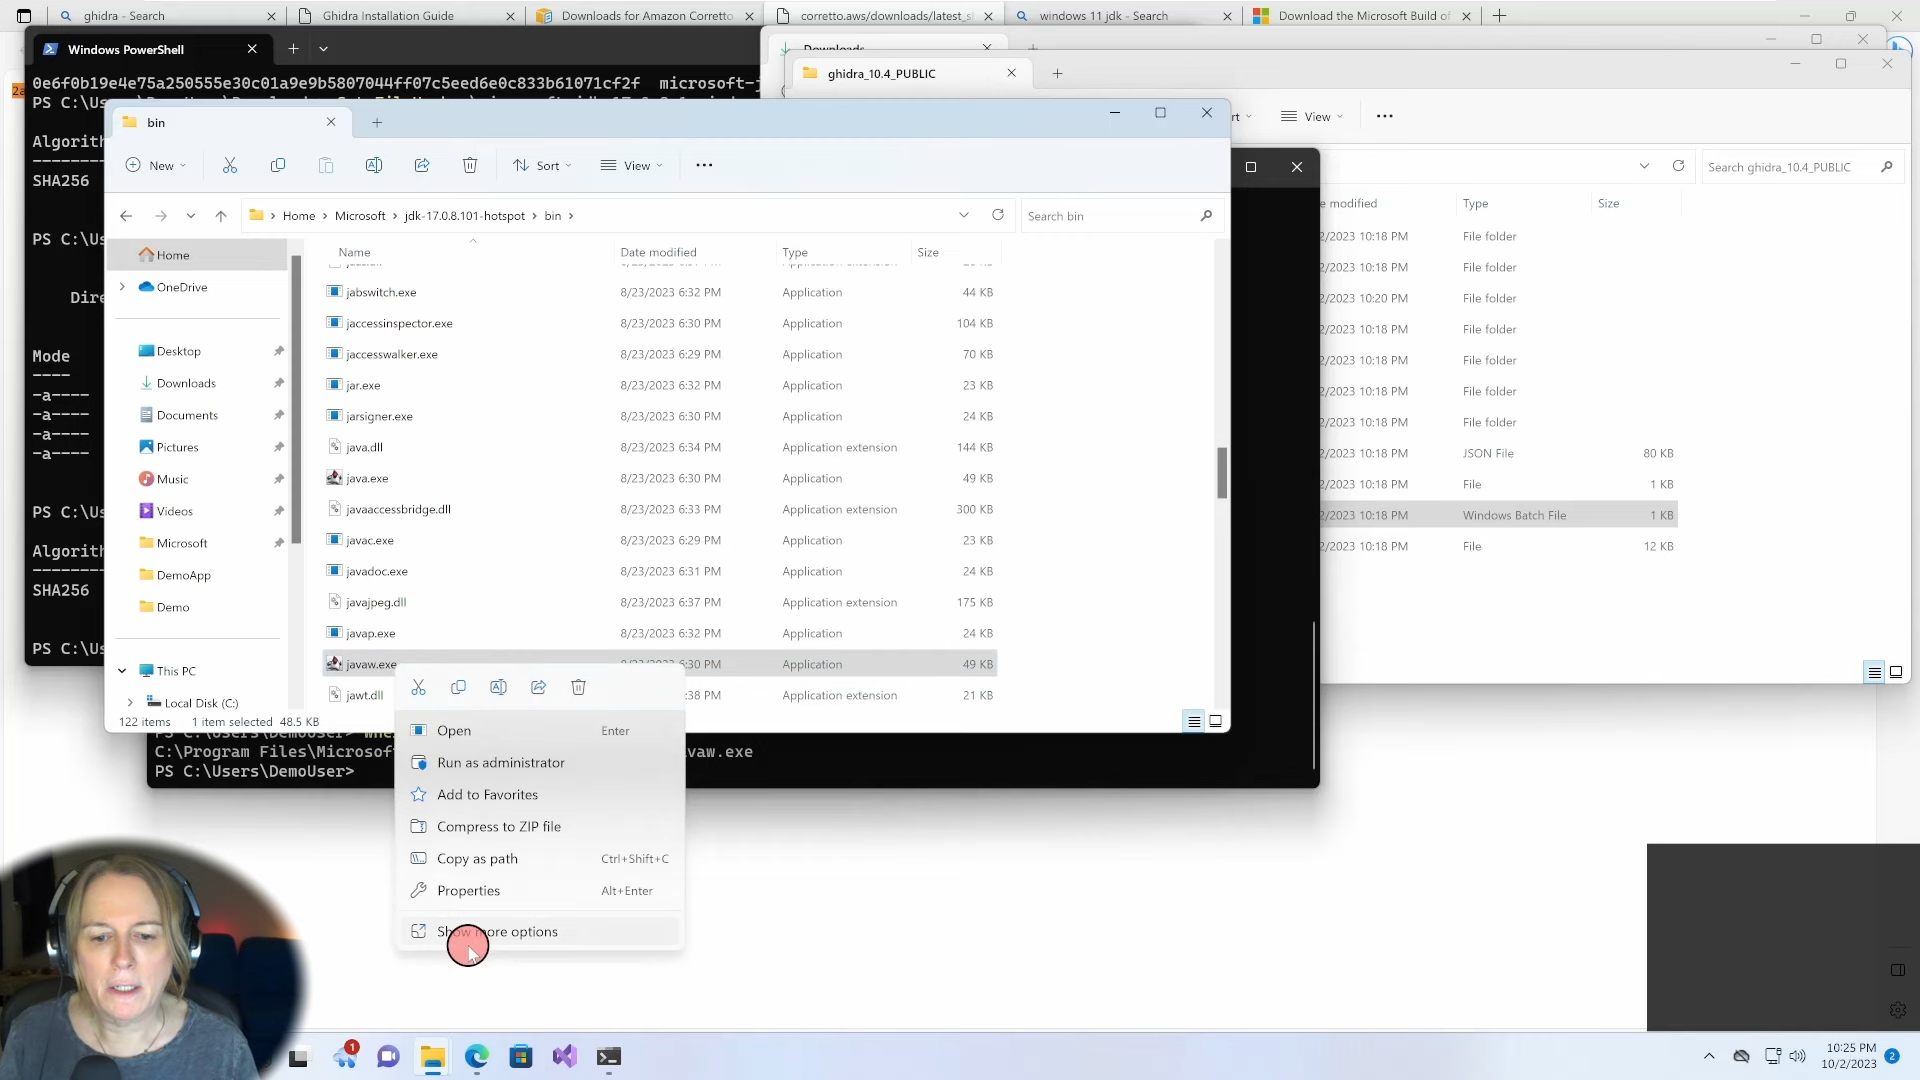 ghidra - Search
Ghidra Installation Guide
Downloads for Amazon Corretto
corretto.aws/downloads/latest_s
windows 11 jdk - Search
Download the Microsoft Build of
Windows PowerShell
Downloads
ghidra_10.4_PUBLIC
0e6f0b19e4e75a250555e30c01a9e9b5807044ff07c5eed6e0c833b61071cf2f microsoft-j
View
Algorith
SHA256
PS C:\Us
Dire
Mode
----
-a----
-a----
-a----
-a----
PS C:\Us
Algorith
SHA256
PS C:\Us
bin
New
Sort
View
Home
Microsoft
jdk-17.0.8.101-hotspot
bin
Search bin
Search ghidra_10.4_PUBLIC
Home
OneDrive
Desktop
Downloads
Documents
Pictures
Music
Videos
Microsoft
DemoApp
Demo
This PC
Local Disk (C:)
Name Date modified Type Size
jabswitch.exe 8/23/2023 6:32 PM Application 44 KB
jaccessinspector.exe 8/23/2023 6:30 PM Application 104 KB
jaccesswalker.exe 8/23/2023 6:29 PM Application 70 KB
jar.exe 8/23/2023 6:32 PM Application 23 KB
jarsigner.exe 8/23/2023 6:30 PM Application 24 KB
java.dll 8/23/2023 6:34 PM Application extension 144 KB
java.exe 8/23/2023 6:30 PM Application 49 KB
javaaccessbridge.dll 8/23/2023 6:33 PM Application extension 300 KB
javac.exe 8/23/2023 6:29 PM Application 23 KB
javadoc.exe 8/23/2023 6:31 PM Application 24 KB
javajpeg.dll 8/23/2023 6:37 PM Application extension 175 KB
javap.exe 8/23/2023 6:32 PM Application 24 KB
javaw.exe 6:30 PM Application 49 KB
jawt.dll :38 PM Application extension 21 KB
122 items 1 item selected 48.5 KB
e modified Type Size
2/2023 10:18 PM File folder
2/2023 10:18 PM File folder
2/2023 10:20 PM File folder
2/2023 10:18 PM File folder
2/2023 10:18 PM File folder
2/2023 10:18 PM File folder
2/2023 10:18 PM File folder
2/2023 10:18 PM JSON File 80 KB
2/2023 10:18 PM File 1 KB
2/2023 10:18 PM Windows Batch File 1 KB
2/2023 10:18 PM File 12 KB
Open Enter
Run as administrator
Add to Favorites
Compress to ZIP file
Copy as path Ctrl+Shift+C
Properties Alt+Enter
Show more options
C:\Program Files\Microsof
vaw.exe
PS C:\Users\DemoUser>
1
10:25 PM
10/2/2023
2